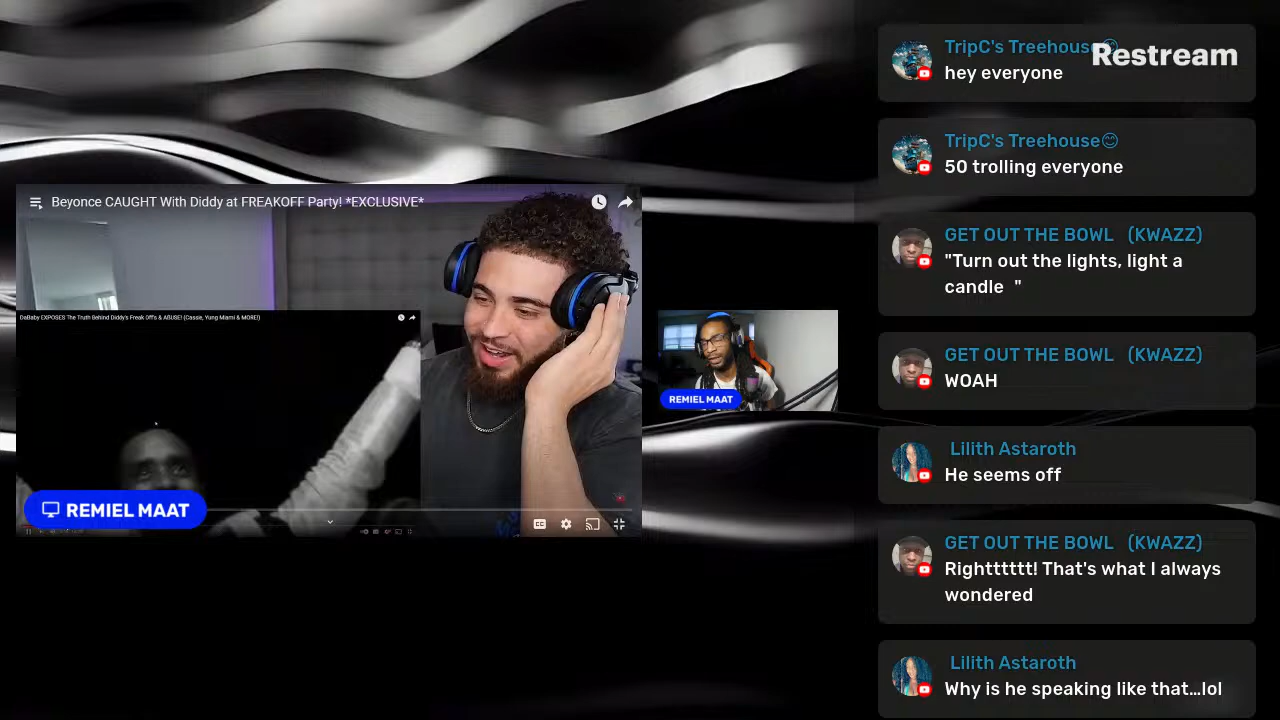 TripC's Treehouse😊
Restream
hey everyone
TripC's Treehouse😊
50 trolling everyone
GET OUT THE BOWL (KWAZZ)
"Turn out the lights, light a
candle "
GET OUT THE BOWL (KWAZZ)
WOAH
Lilith Astaroth
He seems off
GET OUT THE BOWL (KWAZZ)
Rightttttt! That's what I always
wondered
Lilith Astaroth
Why is he speaking like that...lol
Beyonce CAUGHT With Diddy at FREAKOFF Party! *EXCLUSIVE*
DaBaby EXPOSES The Truth Behind Diddy's Freak Off's & ABUSE! (Cassie, Yung Miami & MORE!)
REMIEL MAAT
CC
REMIEL MAAT